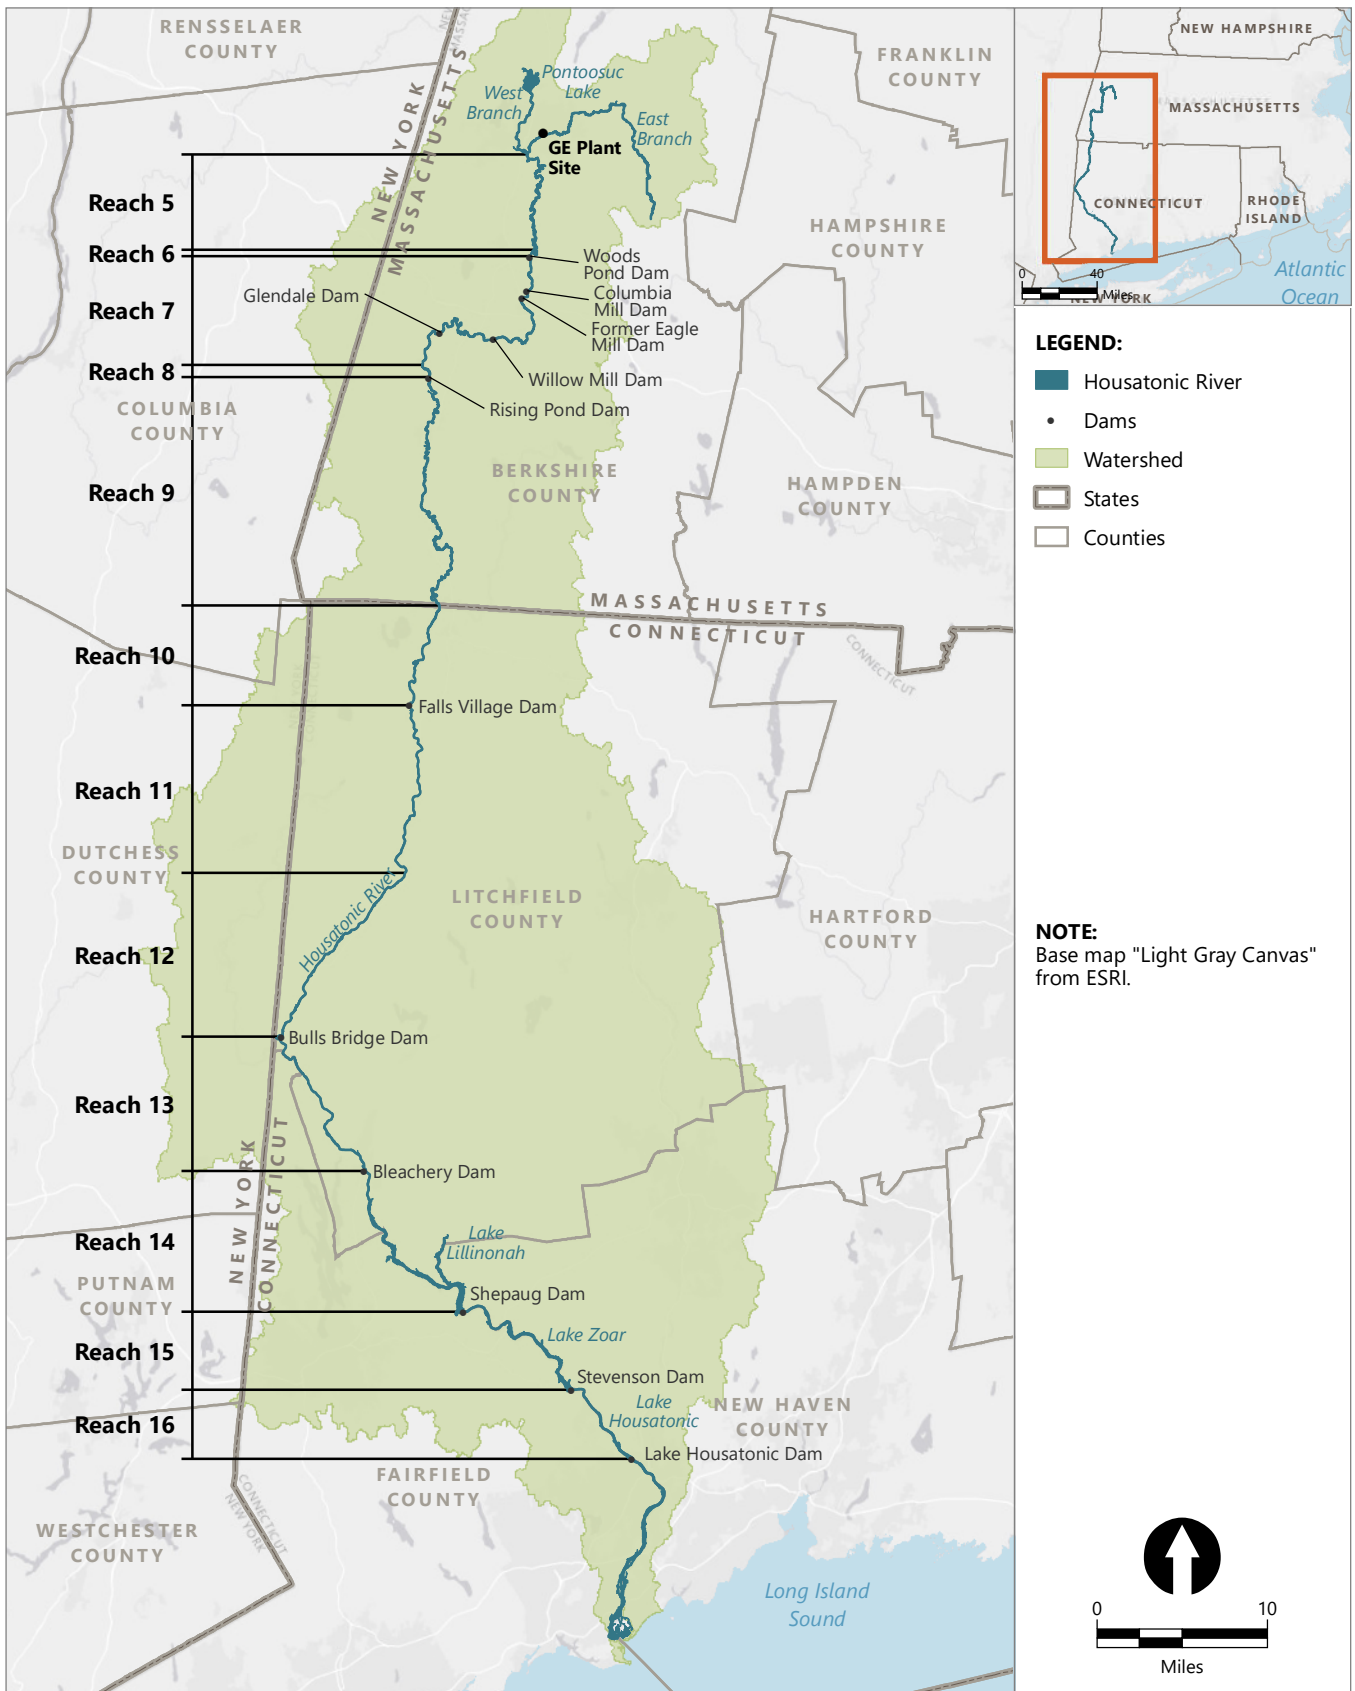 RENSSELAER
COUNTY
FRANKLIN
COUNTY
Pontoosuc
Lake
West
Branch
East
Branch
GE Plant
Site
NEW YORK
MASSACHUSETTS
Reach 5
HAMPSHIRE
COUNTY
Reach 6
Woods
Pond Dam
Glendale Dam
Columbia
Mill Dam
Reach 7
Former Eagle
Mill Dam
Reach 8
Willow Mill Dam
COLUMBIA
COUNTY
Rising Pond Dam
BERKSHIRE
COUNTY
Reach 9
HAMPDEN
COUNTY
MASSACHUSETTS
CONNECTICUT
CONNECTICUT
Reach 10
Falls Village Dam
Reach 11
DUTCHESS
COUNTY
Housatonic River
LITCHFIELD
COUNTY
HARTFORD
COUNTY
Reach 12
Bulls Bridge Dam
Reach 13
NEW YORK
CONNECTICUT
Bleachery Dam
Reach 14
Lake
Lillinonah
PUTNAM
COUNTY
Shepaug Dam
Lake Zoar
Reach 15
Stevenson Dam
Lake
Housatonic
NEW HAVEN
COUNTY
Reach 16
Lake Housatonic Dam
FAIRFIELD
COUNTY
CONNECTICUT
NEW YORK
WESTCHESTER
COUNTY
Long Island
Sound
NEW HAMPSHIRE
MASSACHUSETTS
CONNECTICUT
RHODE
ISLAND
Atlantic
Ocean
0 40
Miles
NEW YORK
LEGEND:
Housatonic River
Dams
Watershed
States
Counties
NOTE:
Base map "Light Gray Canvas"
from ESRI.
0 10
Miles